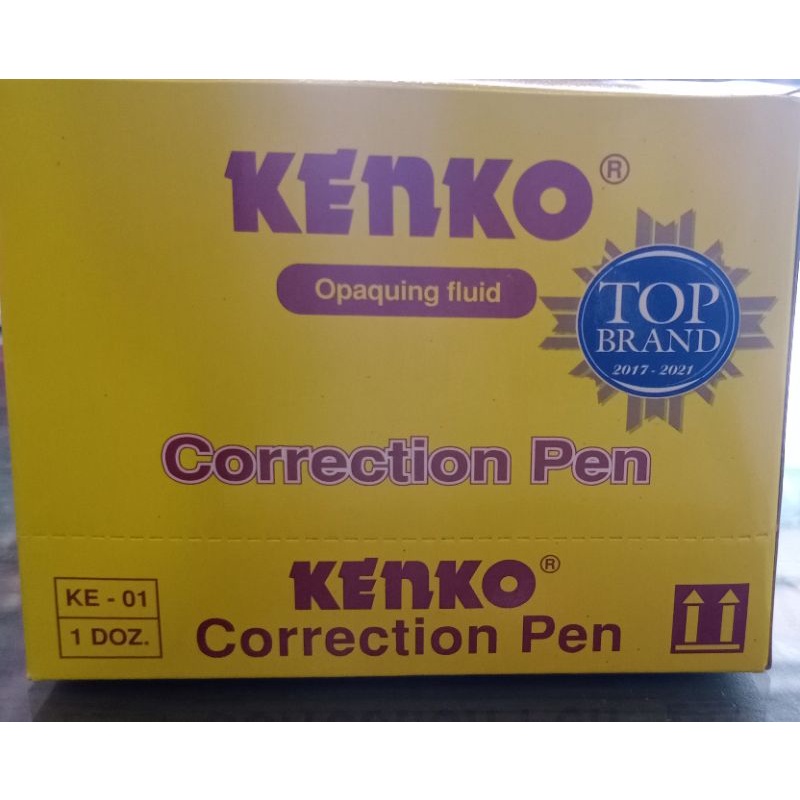 KENKO®
Opaquing fluid
TOP
BRAND
2017 - 2021
Correction Pen
KENKO®
Correction Pen
KE - 01
1 DOZ.